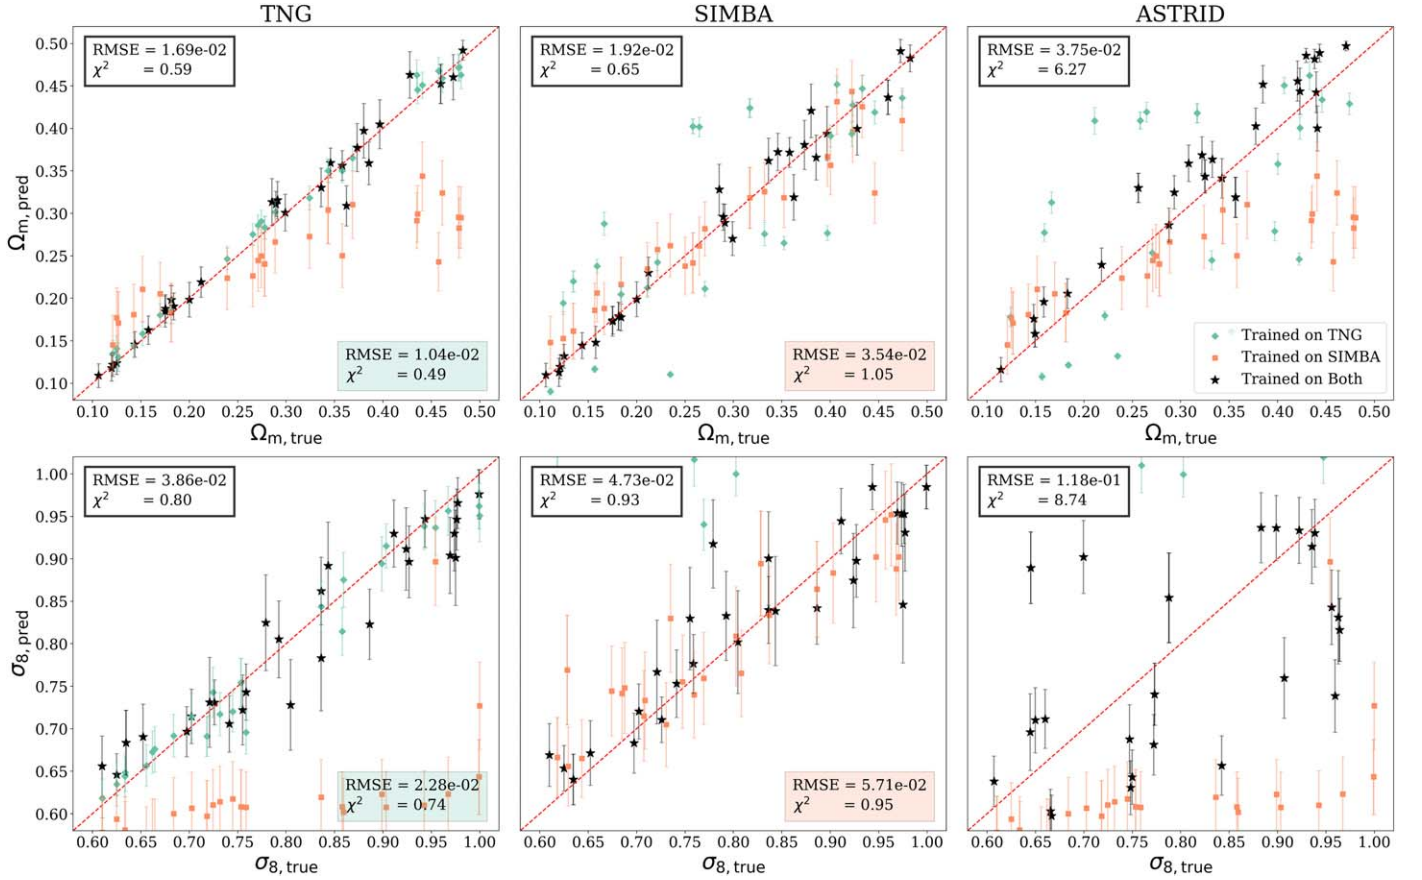 TNG
SIMBA
ASTRID
RMSE = 1.69e-02
χ² = 0.59
RMSE = 1.92e-02
χ² = 0.65
RMSE = 3.75e-02
χ² = 6.27
0.50
0.45
0.40
0.35
0.30
0.25
0.20
0.15
0.10
Ωm, pred
RMSE = 1.04e-02
χ² = 0.49
RMSE = 3.54e-02
χ² = 1.05
Trained on TNG
Trained on SIMBA
Trained on Both
0.10 0.15 0.20 0.25 0.30 0.35 0.40 0.45 0.50
0.10 0.15 0.20 0.25 0.30 0.35 0.40 0.45 0.50
0.10 0.15 0.20 0.25 0.30 0.35 0.40 0.45 0.50
Ωm, true
Ωm, true
Ωm, true
RMSE = 3.86e-02
χ² = 0.80
RMSE = 4.73e-02
χ² = 0.93
RMSE = 1.18e-01
χ² = 8.74
1.00
0.95
0.90
0.85
0.80
0.75
0.70
0.65
0.60
σ8, pred
RMSE = 2.28e-02
χ² = 0.74
RMSE = 5.71e-02
χ² = 0.95
0.60 0.65 0.70 0.75 0.80 0.85 0.90 0.95 1.00
0.60 0.65 0.70 0.75 0.80 0.85 0.90 0.95 1.00
0.60 0.65 0.70 0.75 0.80 0.85 0.90 0.95 1.00
σ8, true
σ8, true
σ8, true